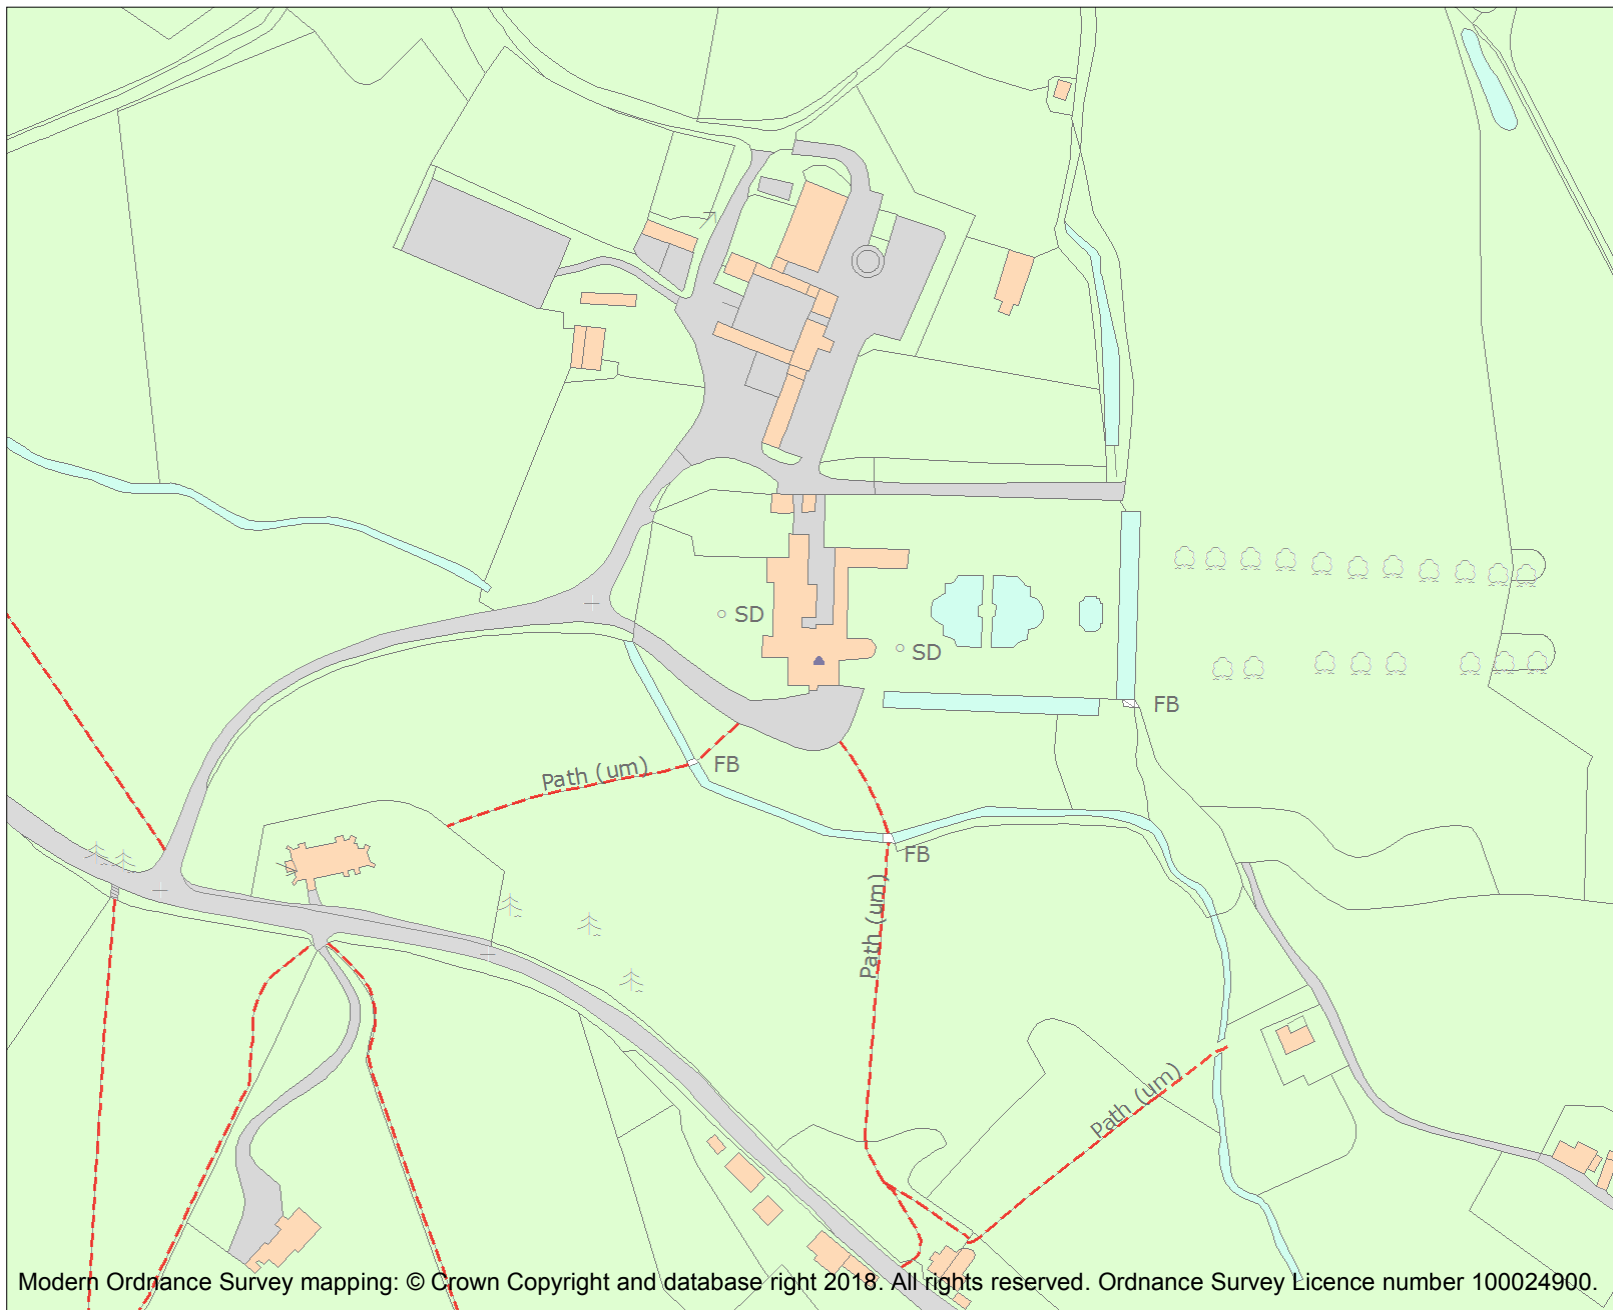 SD
SD
FB
FB
Path (um)
FB
Path (um)
Path (um)
Modern Ordnance Survey mapping: © Crown Copyright and database right 2018. All rights reserved. Ordnance Survey Licence number 100024900.